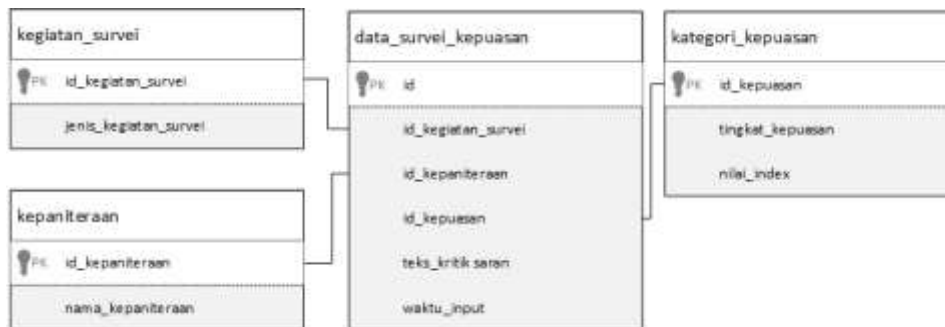 kegiatan_survei
PK id_kegiatan_survei
jenis_kegiatan_survei
kepaniteraan
PK id_kepaniteraan
nama_kepaniteraan
data_survei_kepuasan
PK id
id_kegiatan_survei
id_kepaniteraan
id_kepuasan
teks_kritik saran
waktu_input
kategori_kepuasan
PK id_kepuasan
tingkat_kepuasan
nilai_index